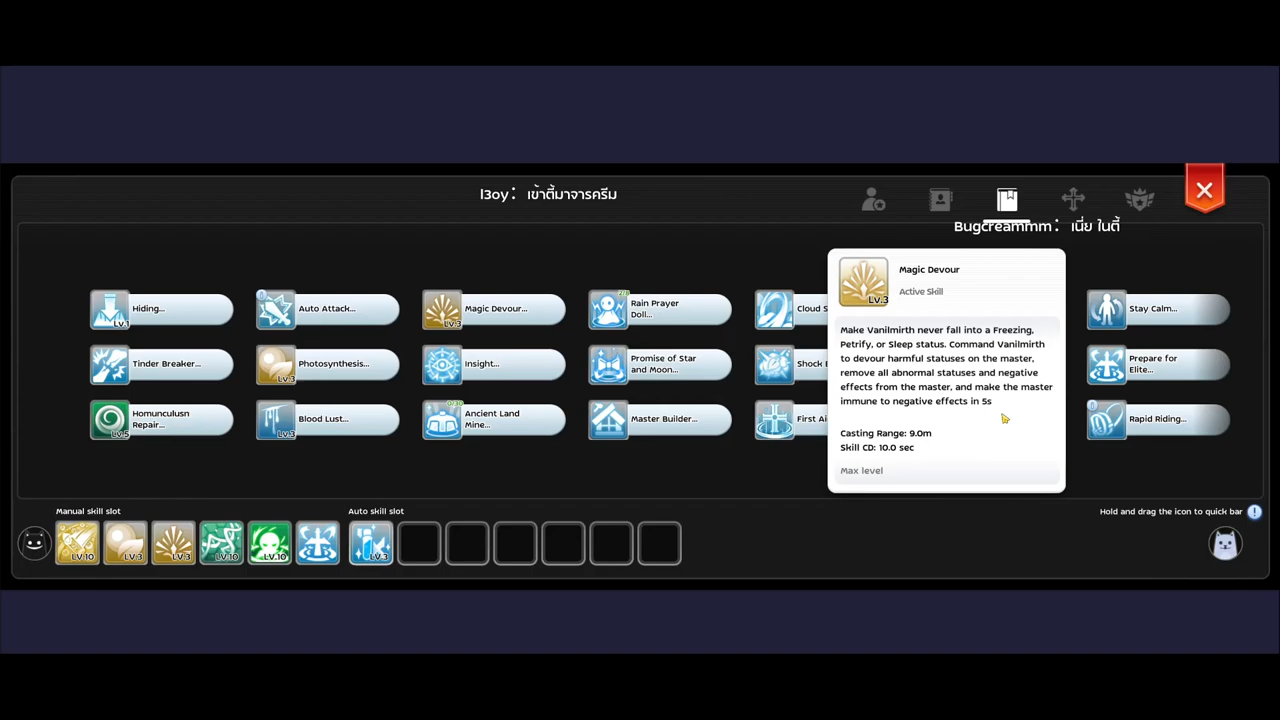 l3oy: เข้าตี้มาจารครีม
Bugcreammm: เนี่ย ในตี้
Magic Devour
Active Skill
Lv.3
Make Vanilmirth never fall into a Freezing,
Petrify, or Sleep status. Command Vanilmirth
to devour harmful statuses on the master,
remove all abnormal statuses and negative
effects from the master, and make the master
immune to negative effects in 5s
Casting Range: 9.0m
Skill CD: 10.0 sec
Max level
Hiding...
Lv.1
Auto Attack...
Magic Devour...
Lv.3
Rain Prayer
Doll...
Cloud S
Stay Calm...
Tinder Breaker...
Photosynthesis...
Lv.3
Insight...
Promise of Star
and Moon...
Shock
Prepare for
Elite...
Homunculusn
Repair...
Lv.5
Blood Lust...
Lv.3
Ancient Land
Mine...
Master Builder...
First Ai
Rapid Riding...
Manual skill slot
Auto skill slot
Hold and drag the icon to quick bar
Lv.10
Lv.3
Lv.3
Lv.10
Lv.10
Lv.3